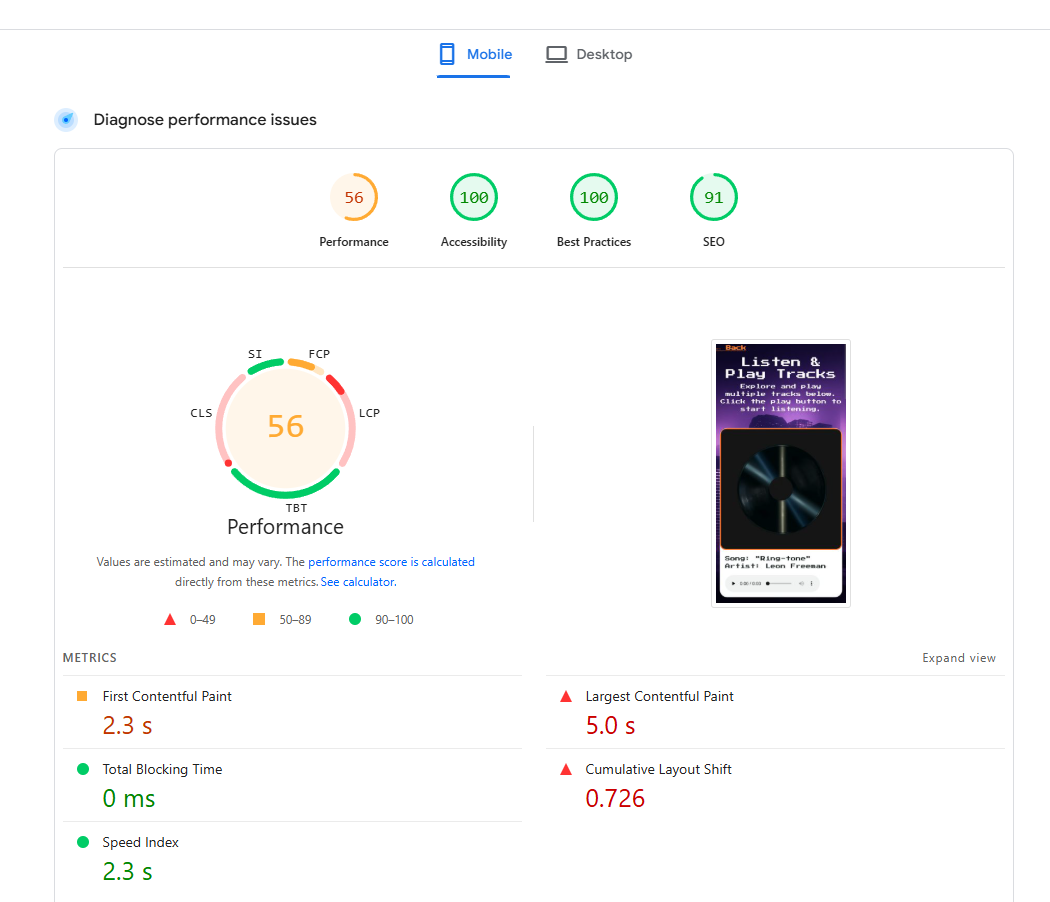 Mobile
Desktop
Diagnose performance issues
56
100
100
91
Performance
Accessibility
Best Practices
SEO
SI
FCP
CLS
LCP
56
TBT
Performance
Values are estimated and may vary. The performance score is calculated
directly from these metrics. See calculator.
0–49
50–89
90–100
Back
Listen &
Play Tracks
Explore and play
multiple tracks below.
Click the play button to
start listening.
Song: "Ring-tone"
Artist: Leon Freeman
0:00 / 0:00
METRICS
Expand view
First Contentful Paint
2.3 s
Largest Contentful Paint
5.0 s
Total Blocking Time
0 ms
Cumulative Layout Shift
0.726
Speed Index
2.3 s